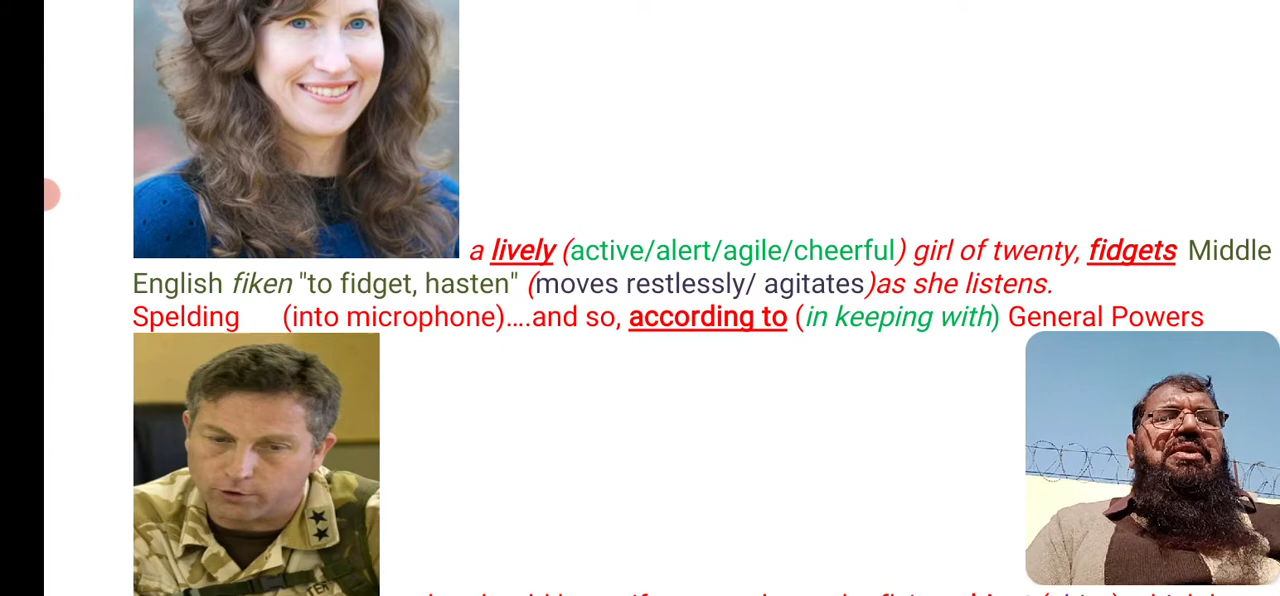 a lively (active/alert/agile/cheerful) girl of twenty, fidgets Middle
English fiken "to fidget, hasten" (moves restlessly/ agitates)as she listens.
Spelding (into microphone)....and so, according to (in keeping with) General Powers